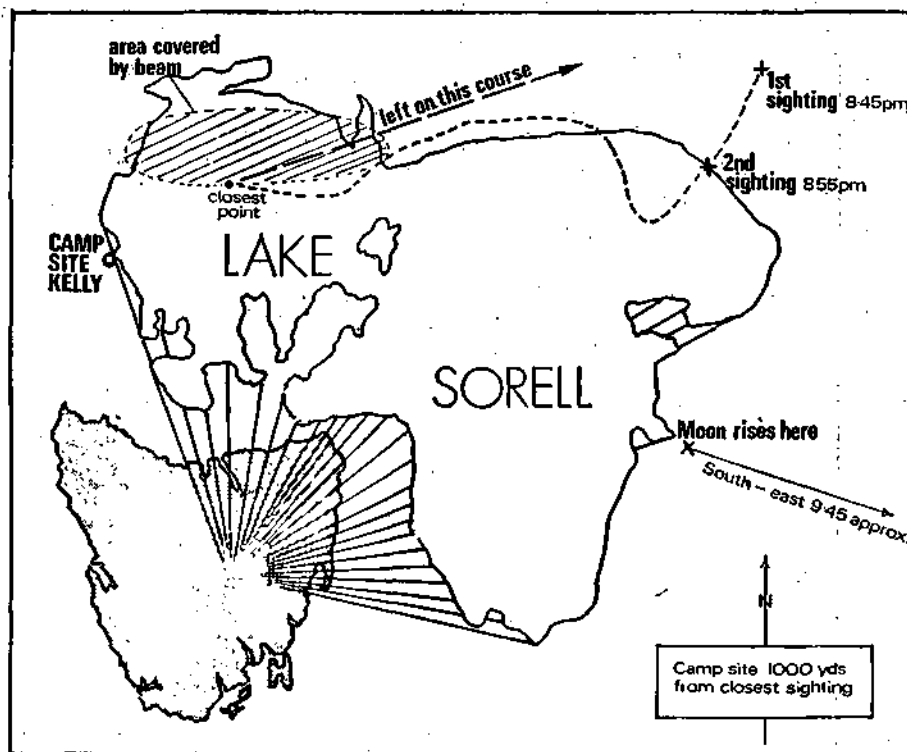 area covered
by beam
left on this course
1st
sighting 8·45pm
2nd
sighting 855pm
closest
point
CAMP
SITE
KELLY
LAKE
SORELL
Moon rises here
South - east 9·45 approx.
N
Camp site 1000 yds
from closest sighting